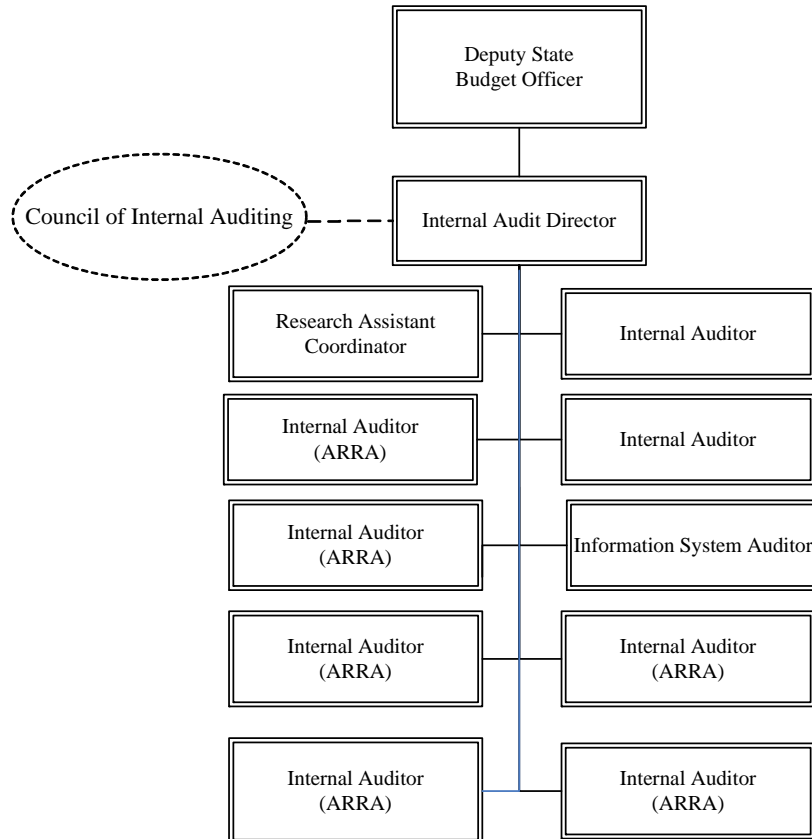 Deputy State
Budget Officer
Council of Internal Auditing
Internal Audit Director
Research Assistant
Coordinator
Internal Auditor
Internal Auditor
(ARRA)
Internal Auditor
Internal Auditor
(ARRA)
Information System Auditor
Internal Auditor
(ARRA)
Internal Auditor
(ARRA)
Internal Auditor
(ARRA)
Internal Auditor
(ARRA)